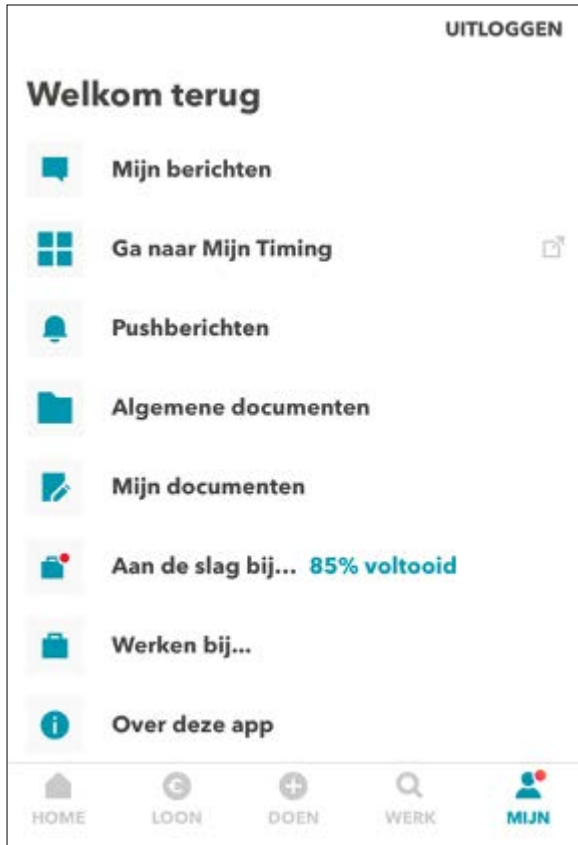 UITLOGGEN
Welkom terug
Mijn berichten
Ga naar Mijn Timing
Pushberichten
Algemene documenten
Mijn documenten
Aan de slag bij... 85% voltooid
Werken bij...
Over deze app
HOME LOON DOEN WERK MIJN